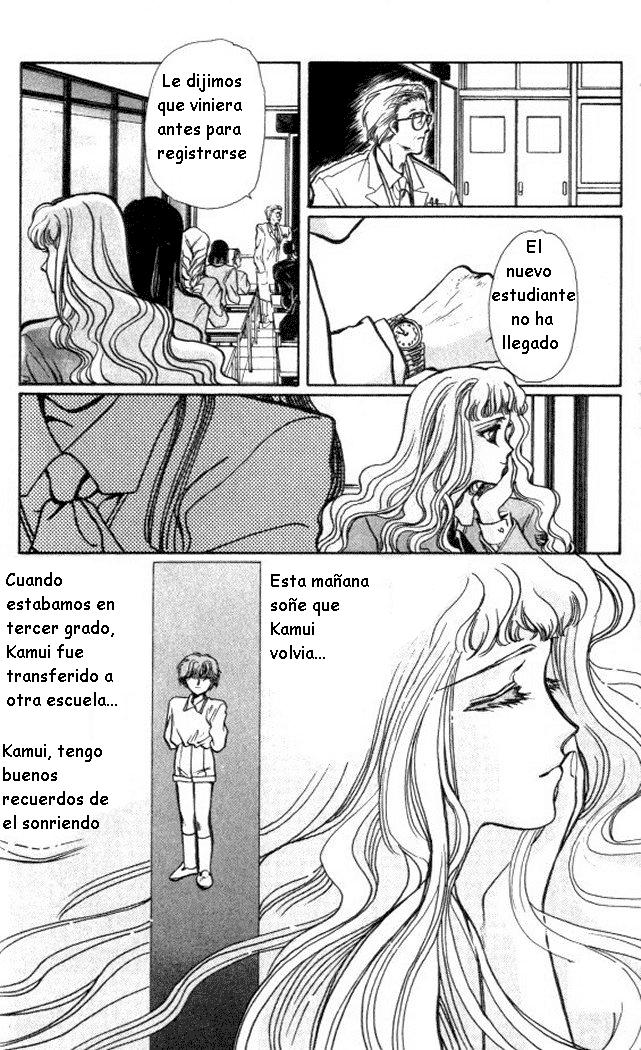 Le dijimos
que viniera
antes para
registrarse
El
nuevo
estudiante
no ha
llegado
Cuando
estabamos en
tercer grado,
Kamui fue
transferido a
otra escuela...
Kamui, tengo
buenos
recuerdos de
el sonriendo
Esta mañana
soñe que
Kamui
volvia...